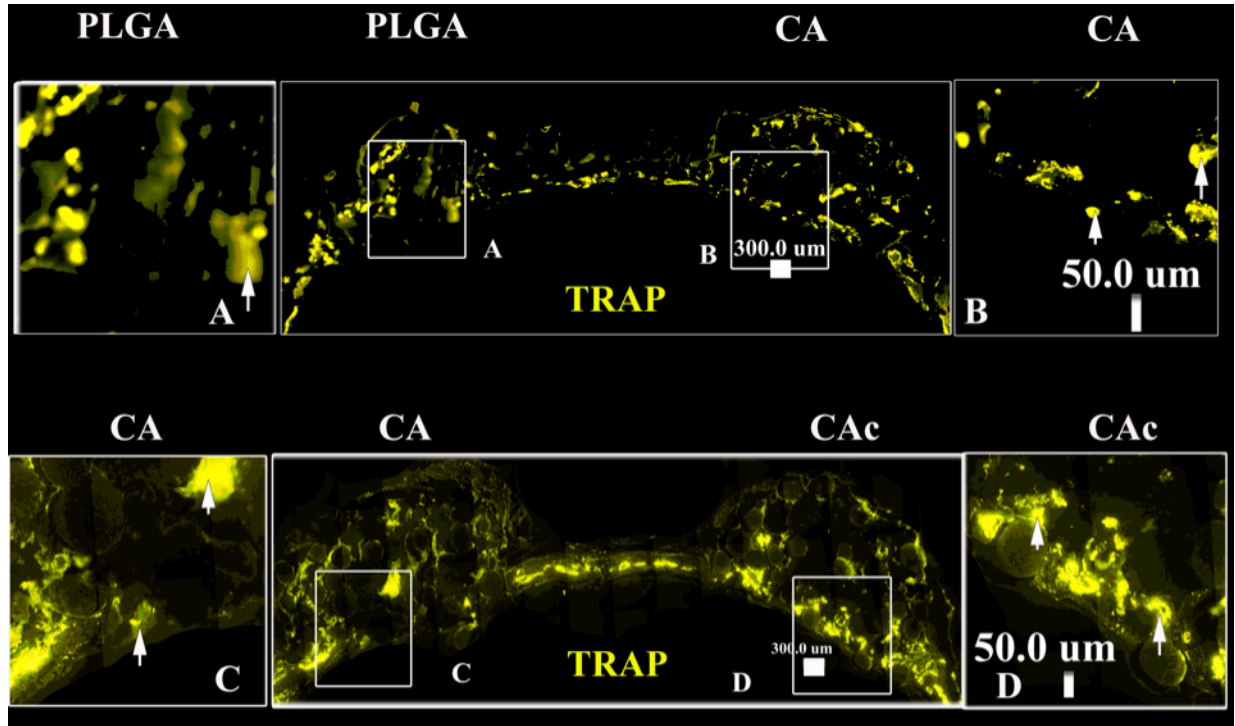 PLGA PLGA CA CA
A
A
B
300.0 um
TRAP
50.0 um
B
CA CA CAc CAc
C
C
TRAP
300.0 um
D
50.0 um
D